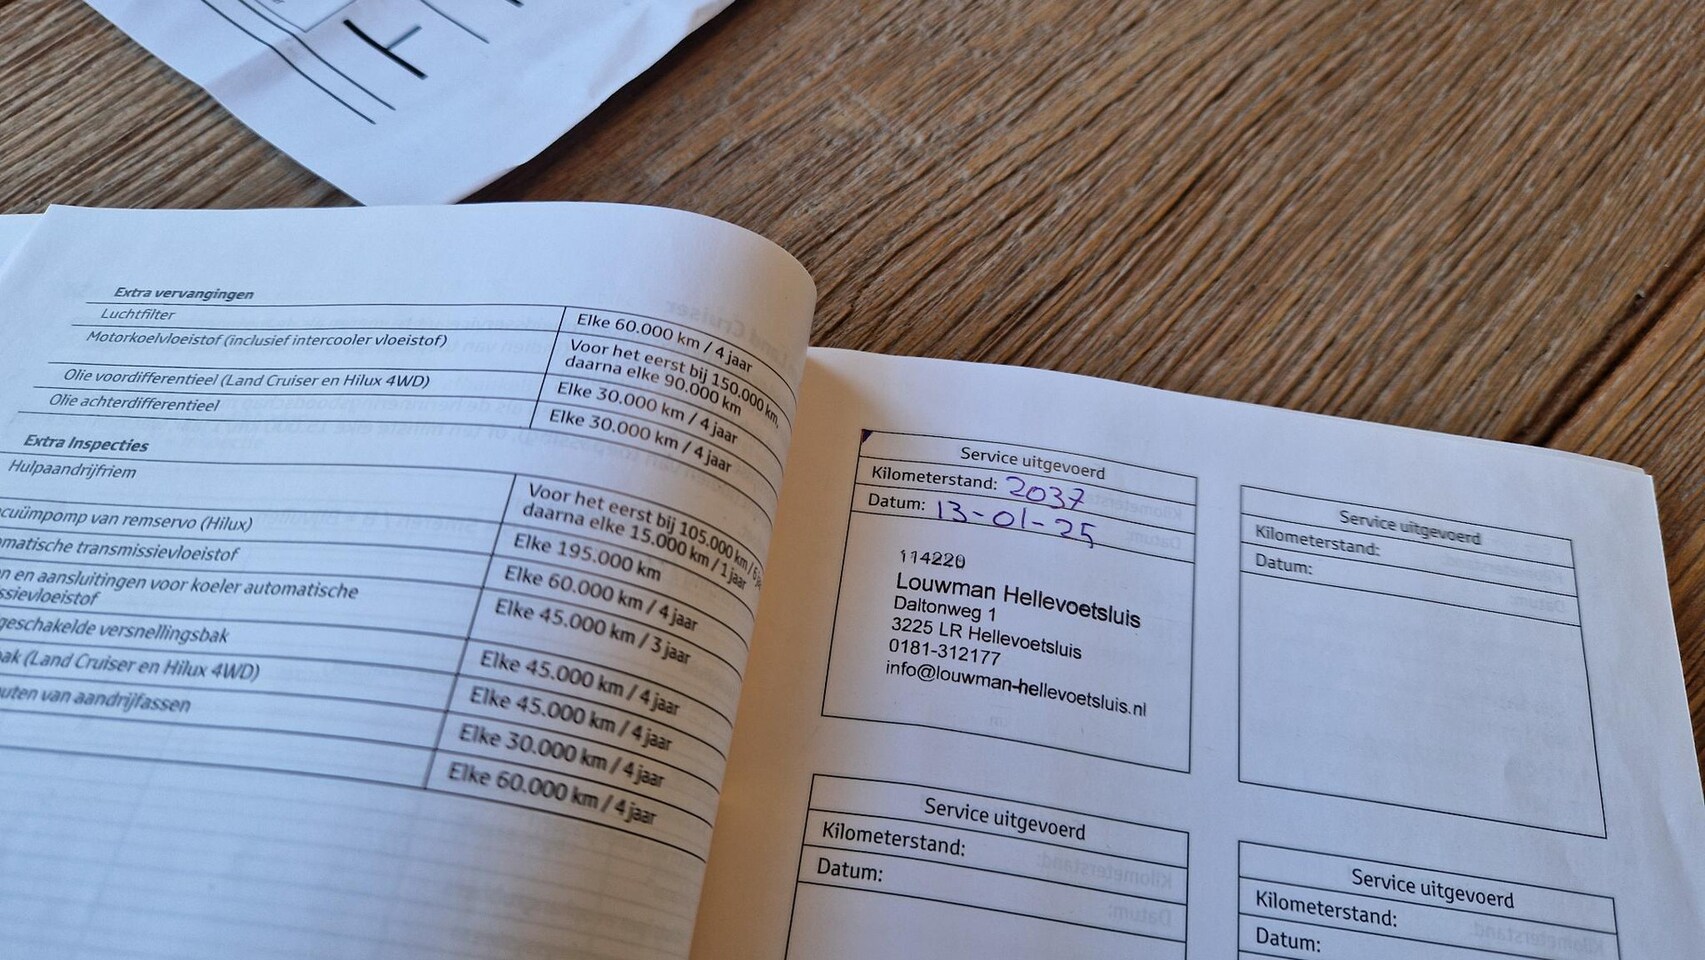 Extra vervangingen
Luchtfilter
Elke 60.000 km / 4 jaar
Motorkoelvloeistof (inclusief intercooler vloeistof)
Voor het eerst bij 150.000 km,
daarna elke 90.000 km
Olie voordifferentieel (Land Cruiser en Hilux 4WD)
Elke 30.000 km / 4 jaar
Olie achterdifferentieel
Elke 30.000 km / 4 jaar
Extra Inspecties
Hulpaandrijfriem
Voor het eerst bij 105.000 km /
daarna elke 15.000 km / 1 jaar
cuümpomp van remservo (Hilux)
Elke 195.000 km
matische transmissievloeistof
Elke 60.000 km / 4 jaar
n en aansluitingen voor koeler automatische
ssievloeistof
Elke 45.000 km / 3 jaar
geschakelde versnellingsbak
Elke 45.000 km / 4 jaar
ak (Land Cruiser en Hilux 4WD)
Elke 45.000 km / 4 jaar
uten van aandrijfassen
Elke 30.000 km / 4 jaar
Elke 60.000 km / 4 jaar
Service uitgevoerd
Kilometerstand: 2037
Datum: 13-01-25
114220
Louwman Hellevoetsluis
Daltonweg 1
3225 LR Hellevoetsluis
0181-312177
info@louwman-hellevoetsluis.nl
Service uitgevoerd
Kilometerstand:
Datum:
Service uitgevoerd
Kilometerstand:
Datum:
Service uitgevoerd
Kilometerstand:
Datum: